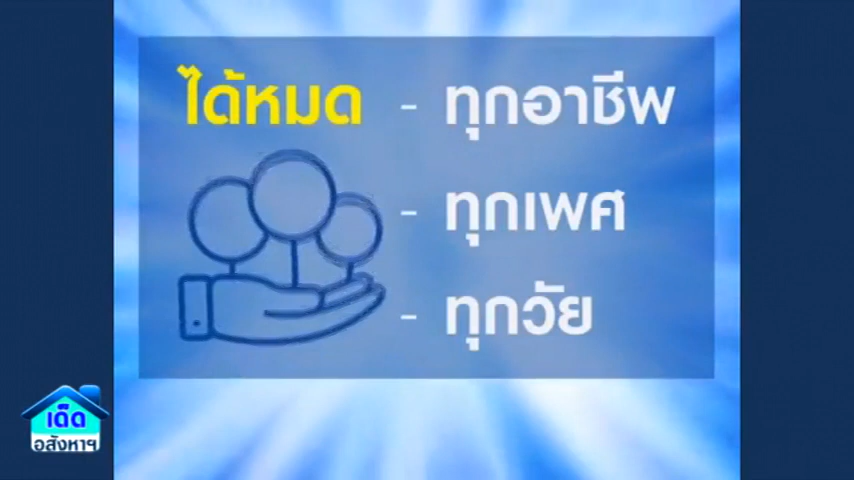 ได้หมด - ทุกอาชีพ
- ทุกเพศ
- ทุกวัย
เด็ด
อสังหาฯ